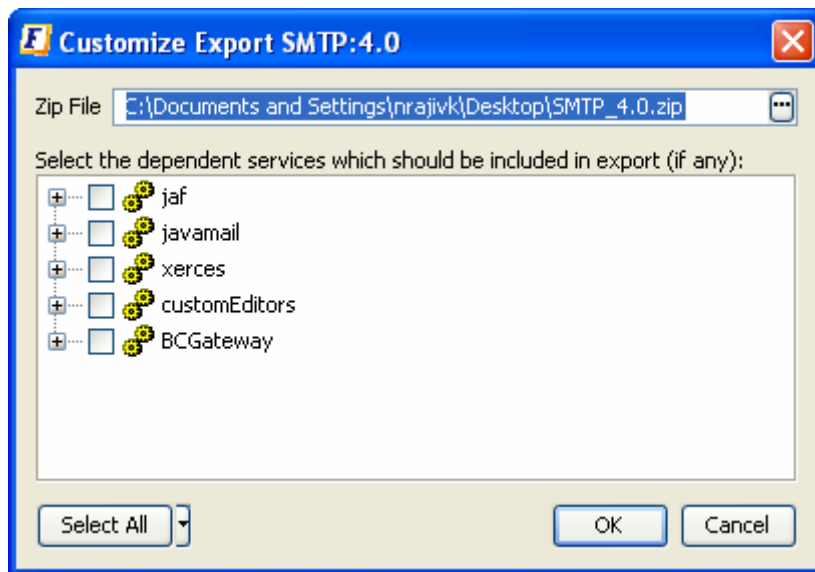 Customize Export SMTP:4.0
Zip File C:\Documents and Settings\nrajivk\Desktop\SMTP_4.0.zip ...
Select the dependent services which should be included in export (if any):
jaf
javamail
xerces
customEditors
BCGateway
Select All OK Cancel